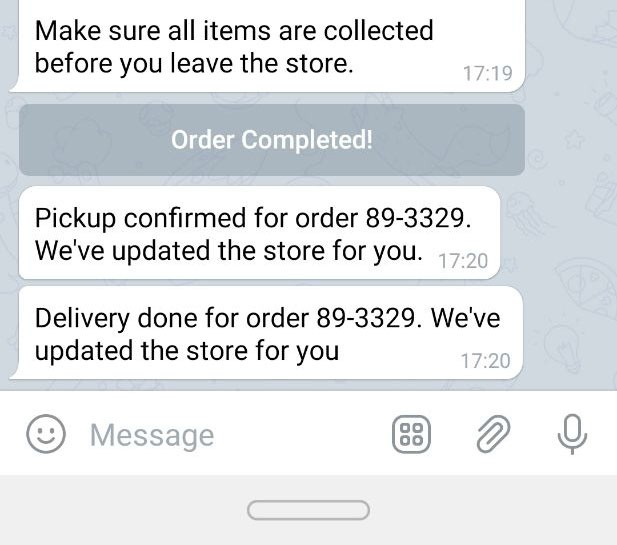 Make sure all items are collected
before you leave the store.
17:19
Order Completed!
Pickup confirmed for order 89-3329.
We've updated the store for you.
17:20
Delivery done for order 89-3329. We've
updated the store for you
17:20
Message